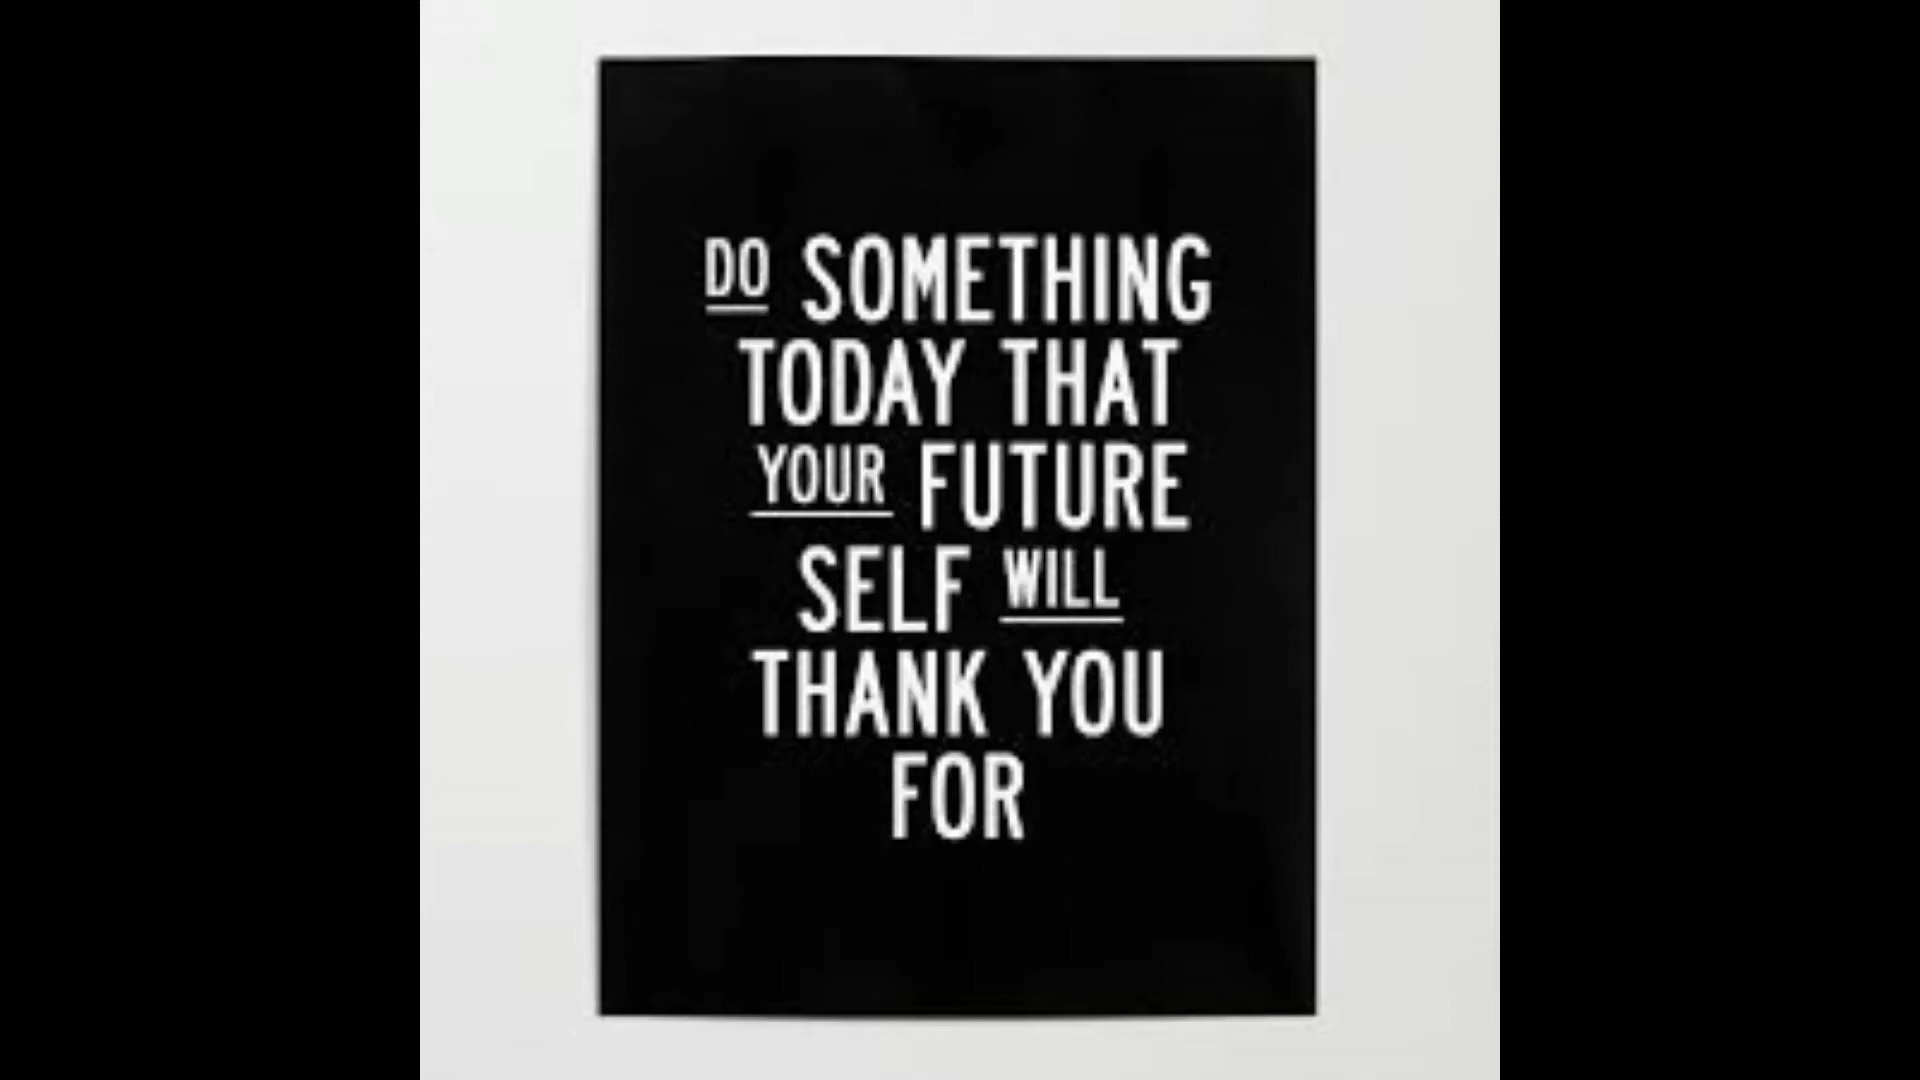 DO SOMETHING
TODAY THAT
YOUR FUTURE
SELF WILL
THANK YOU
FOR